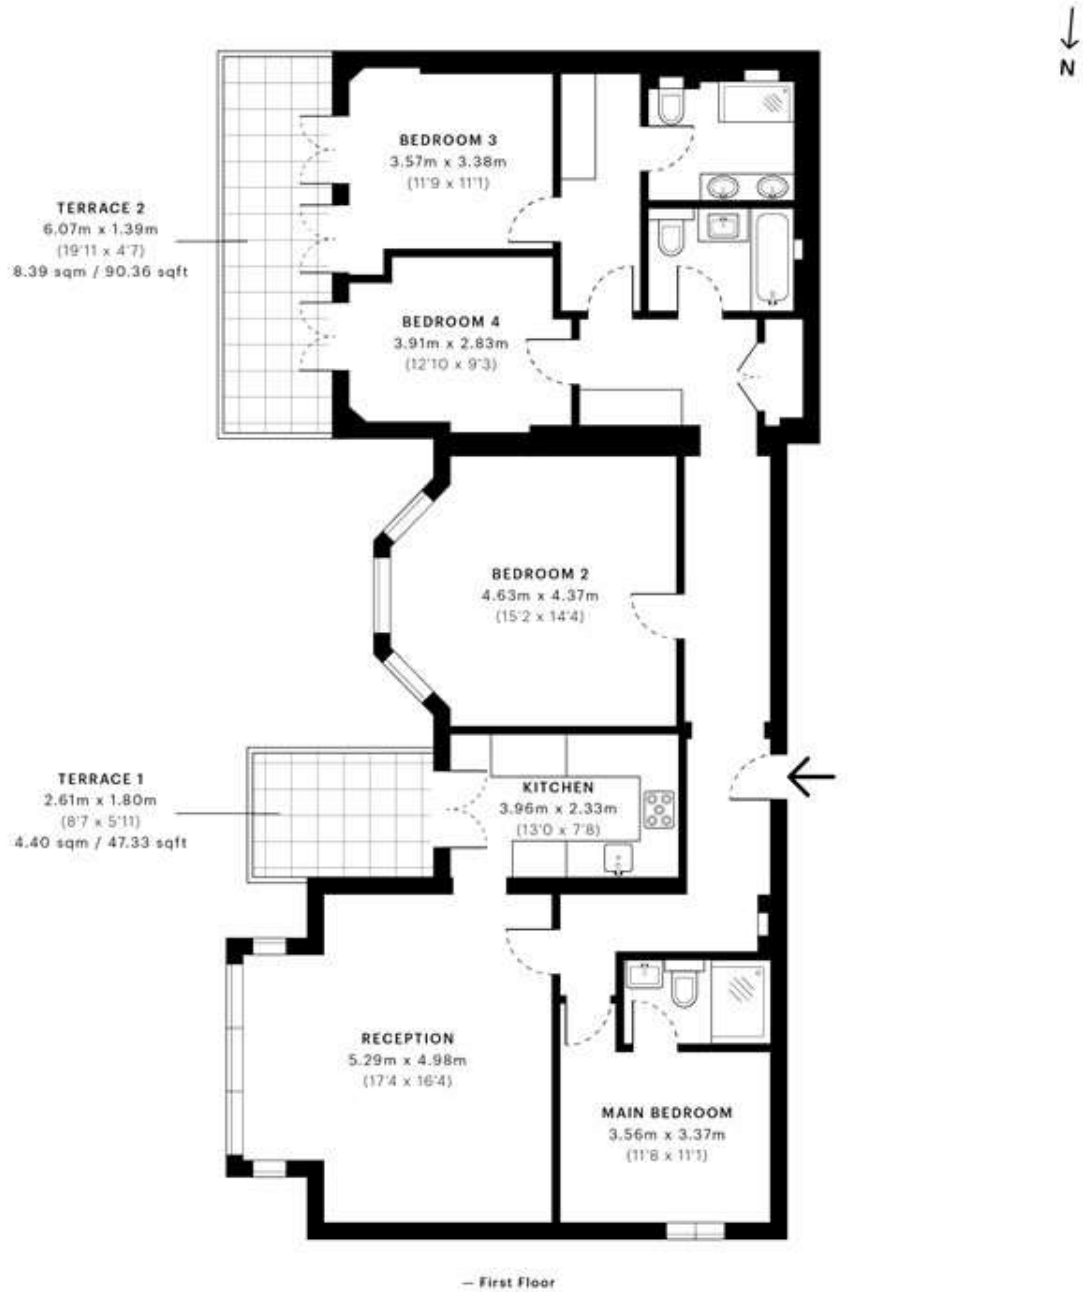 N
BEDROOM 3
3.57m x 3.38m
(11'9 x 11'1)
TERRACE 2
6.07m x 1.39m
(19'11 x 4'7)
8.39 sqm / 90.36 sqft
BEDROOM 4
3.91m x 2.83m
(12'10 x 9'3)
BEDROOM 2
4.63m x 4.37m
(15'2 x 14'4)
TERRACE 1
2.61m x 1.80m
(8'7 x 5'11)
4.40 sqm / 47.33 sqft
KITCHEN
3.96m x 2.33m
(13'0 x 7'8)
RECEPTION
5.29m x 4.98m
(17'4 x 16'4)
MAIN BEDROOM
3.56m x 3.37m
(11'8 x 11'1)
— First Floor